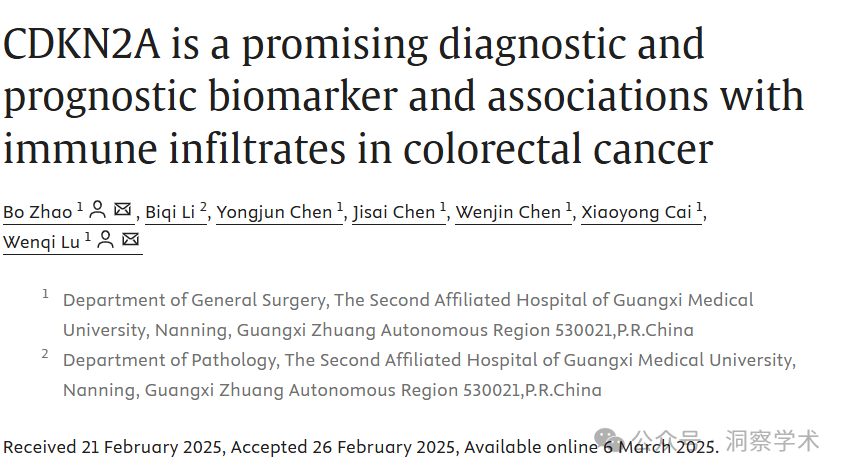 CDKN2A is a promising diagnostic and
prognostic biomarker and associations with
immune infiltrates in colorectal cancer
Bo Zhao 1, Biqi Li 2, Yongjun Chen 1, Jisai Chen 1, Wenjin Chen 1, Xiaoyong Cai 1,
Wenqi Lu 1
1 Department of General Surgery, The Second Affiliated Hospital of Guangxi Medical
University, Nanning, Guangxi Zhuang Autonomous Region 530021,P.R.China
2 Department of Pathology, The Second Affiliated Hospital of Guangxi Medical University,
Nanning, Guangxi Zhuang Autonomous Region 530021,P.R.China
Received 21 February 2025, Accepted 26 February 2025, Available online 6 March 2025.
公众号 洞察学术